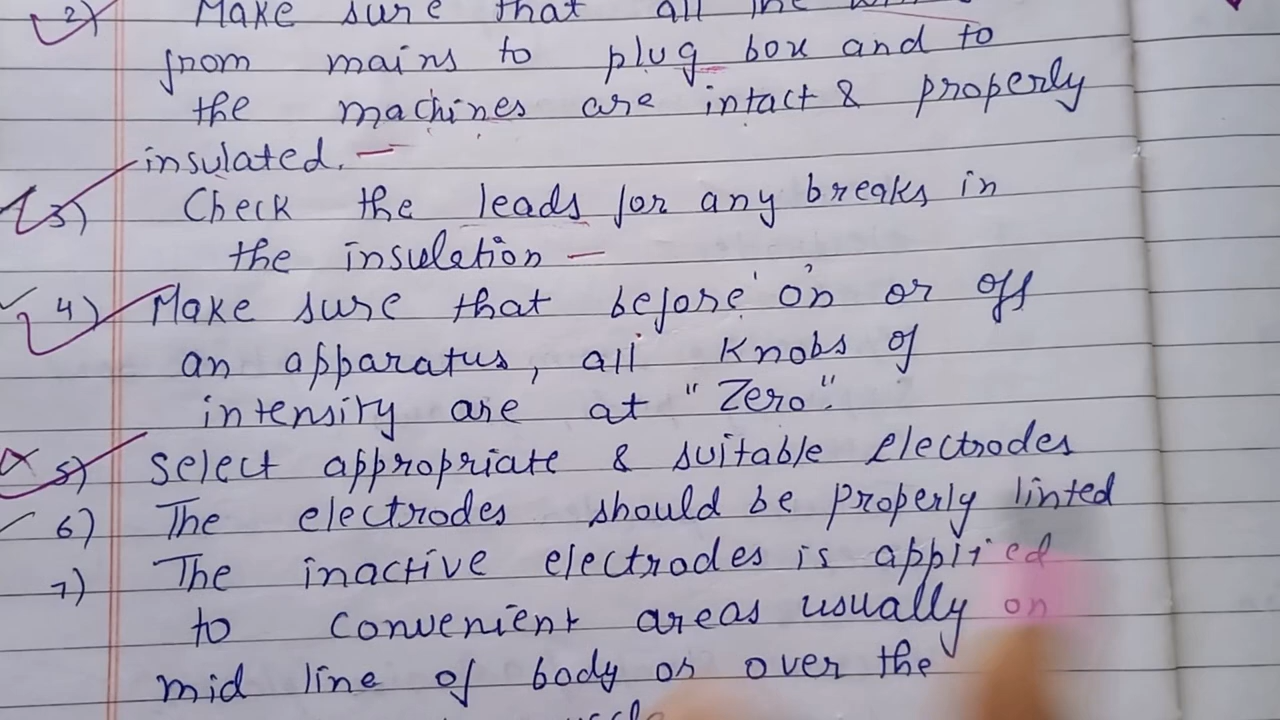 2) Make sure that all the
from mains to plug box and to
the machines are intact & properly
insulated. —
3) Check the leads for any breaks in
the insulation —
4) Make sure that before on or off
an apparatus, all knobs of
intensity are at "Zero".
5) Select appropriate & suitable electrodes
6) The electrodes should be properly linted
7) The inactive electrodes is applied
to convenient areas usually on
mid line of body or over the